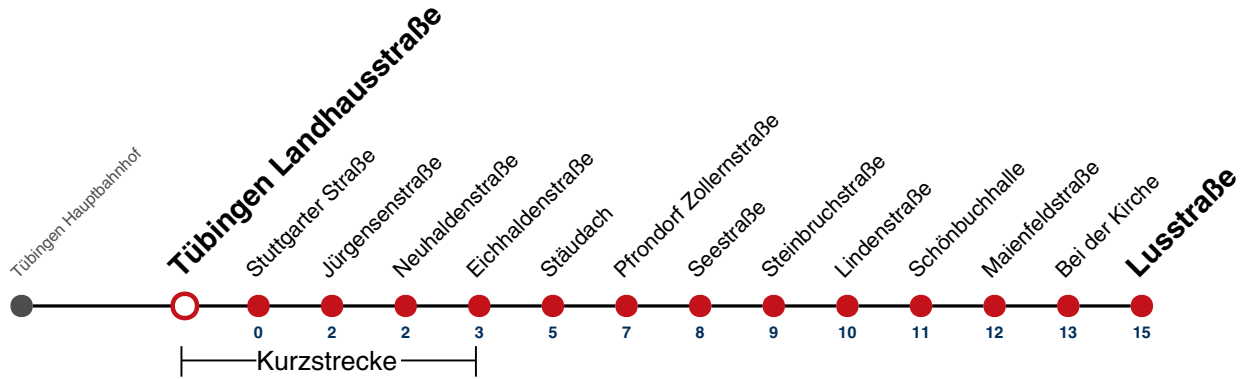 Tübingen Hauptbahnhof
Tübingen Landhausstraße
Stuttgarter Straße
Jürgensenstraße
Neuhaldenstraße
Eichhaldenstraße
Stäudach
Pfrondorf Zollernstraße
Seestraße
Steinbruchstraße
Lindenstraße
Schönbuchhalle
Maienfeldstraße
Bei der Kirche
Lusstraße
0 2 2 3 5 7 8 9 10 11 12 13 15
Kurzstrecke